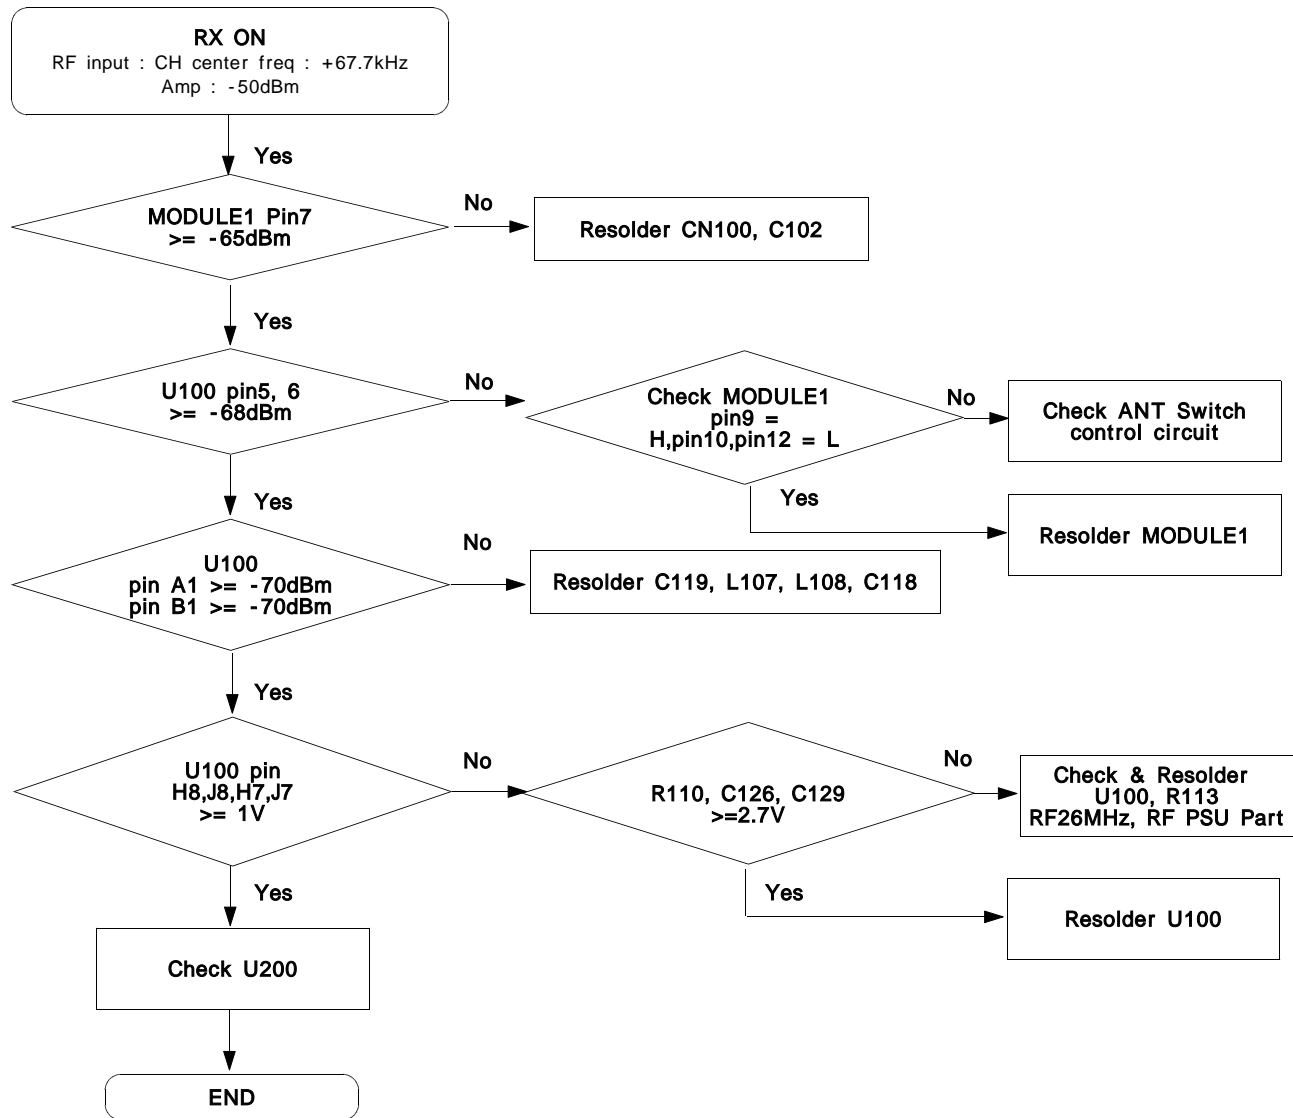 RX ON
RF input : CH center freq : +67.7kHz
Amp : -50dBm
Yes
MODULE1 Pin7
>= -65dBm
No
Resolder CN100, C102
Yes
U100 pin5, 6
>= -68dBm
No
Check MODULE1
pin9 =
H,pin10,pin12 = L
No
Check ANT Switch
control circuit
Yes
Resolder MODULE1
Yes
U100
pin A1 >= -70dBm
pin B1 >= -70dBm
No
Resolder C119, L107, L108, C118
Yes
U100 pin
H8,J8,H7,J7
>= 1V
No
R110, C126, C129
>=2.7V
No
Check & Resolder
U100, R113
RF26MHz, RF PSU Part
Yes
Resolder U100
Yes
Check U200
END